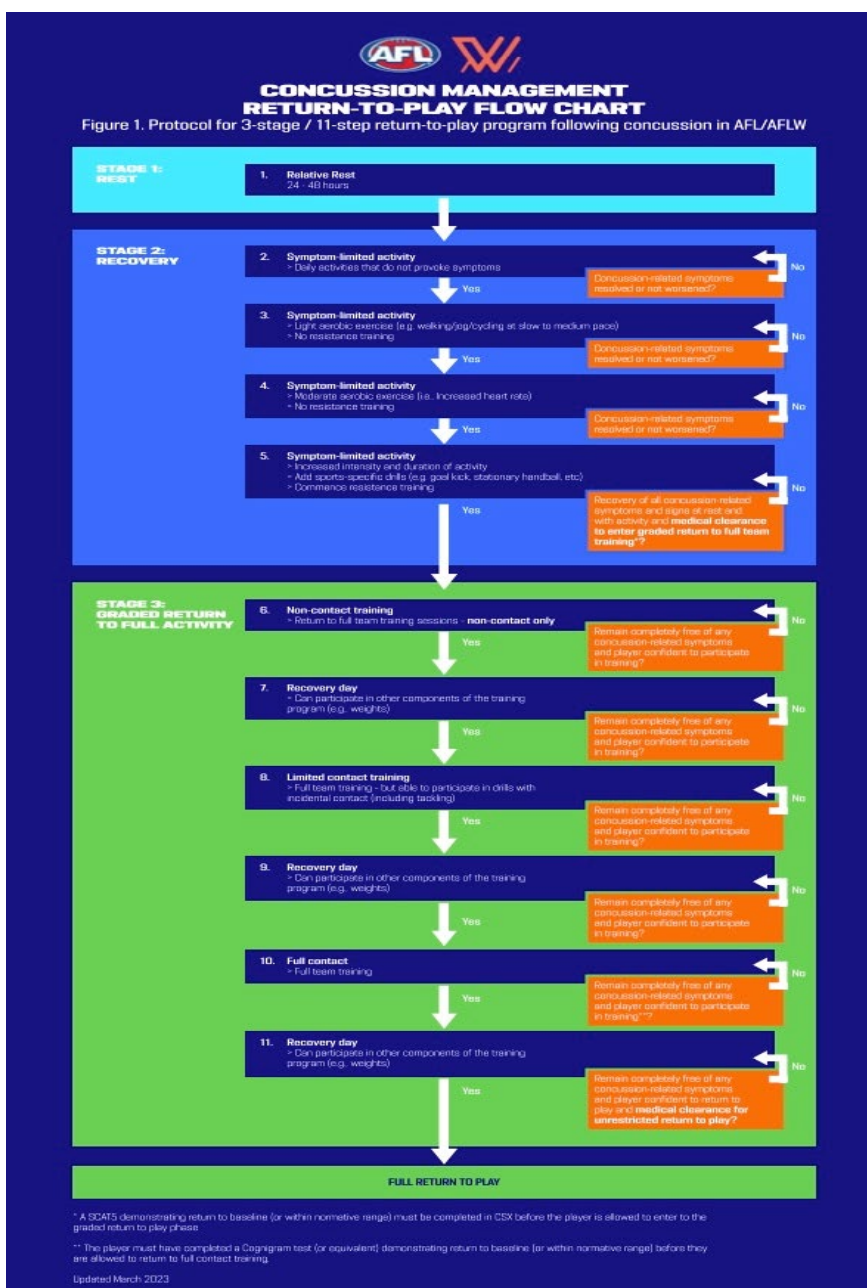 AFL
CONCUSSION MANAGEMENT
RETURN-TO-PLAY FLOW CHART
Figure 1. Protocol for 3-stage / 11-step return-to-play program following concussion in AFL/AFLW
STAGE 1:
REST
1. Relative Rest
24 - 48 hours
STAGE 2:
RECOVERY
2. Symptom-limited activity
> Daily activities that do not provoke symptoms
No
Concussion-related symptoms
resolved or not worsened?
Yes
3. Symptom-limited activity
> Light aerobic exercise (e.g. walking/jog/cycling at slow to medium pace)
> No resistance training
No
Concussion-related symptoms
resolved or not worsened?
Yes
4. Symptom-limited activity
> Moderate aerobic exercise (i.e. Increased heart rate)
> No resistance training
No
Concussion-related symptoms
resolved or not worsened?
Yes
5. Symptom-limited activity
> Increased intensity and duration of activity
> Add sports-specific drills (e.g. goal kick, stationary handball, etc)
> Commence resistance training
No
Recovery of all concussion-related
symptoms and signs at rest and
with activity and medical clearance
to enter graded return to full team
training*?
Yes
STAGE 3:
GRADED RETURN
TO FULL ACTIVITY
6. Non-contact training
> Return to full team training sessions - non-contact only
No
Remain completely free of any
concussion-related symptoms
and player confident to participate
in training?
Yes
7. Recovery day
> Can participate in other components of the training
program (e.g., weights)
No
Remain completely free of any
concussion-related symptoms
and player confident to participate
in training?
Yes
8. Limited contact training
> Full team training - but able to participate in drills with
incidental contact (including tackling)
No
Remain completely free of any
concussion-related symptoms
and player confident to participate
in training?
Yes
9. Recovery day
> Can participate in other components of the training
program (e.g., weights)
No
Remain completely free of any
concussion-related symptoms
and player confident to participate
in training?
Yes
10. Full contact
> Full team training
No
Remain completely free of any
concussion-related symptoms
and player confident to participate
in training**?
Yes
11. Recovery day
> Can participate in other components of the training
program (e.g., weights)
No
Remain completely free of any
concussion-related symptoms
and player confident to return to
play and medical clearance for
unrestricted return to play?
Yes
FULL RETURN TO PLAY
* A SCAT5 demonstrating return to baseline (or within normative range) must be completed in CSX before the player is allowed to enter to the
graded return to play phase
** The player must have completed a Cognigram test (or equivalent) demonstrating return to baseline (or within normative range) before they
are allowed to return to full contact training.
Updated March 2023